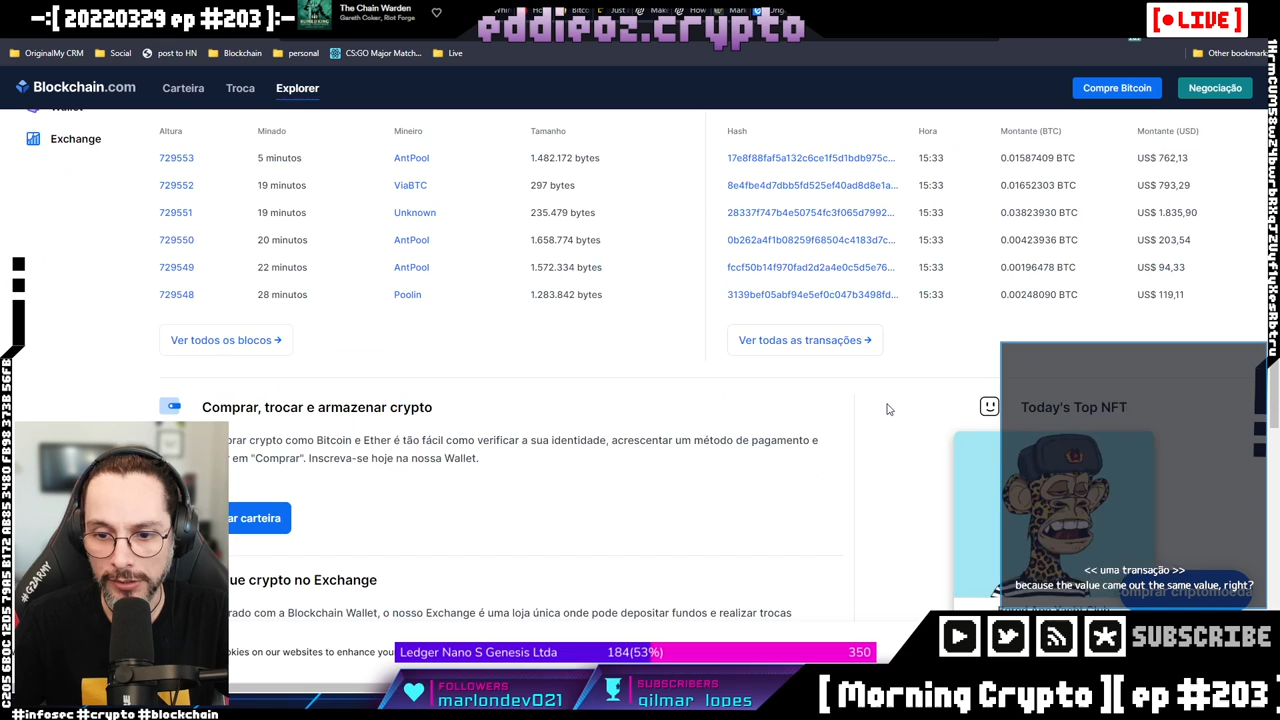 -:[ 20220329 ep #203 ]:-
The Chain Warden
Gareth Coker, Riot Forge
eddieoz.crypto
[● LIVE]
OriginalMy CRM
Social
post to HN
Blockchain
personal
CS:GO Major Match...
Live
Other bookmark
Blockchain.com
Carteira
Troca
Explorer
Compre Bitcoin
Negociação
Wallet
Exchange
Altura Minado Mineiro Tamanho
729553 5 minutos AntPool 1.482.172 bytes
729552 19 minutos ViaBTC 297 bytes
729551 19 minutos Unknown 235.479 bytes
729550 20 minutos AntPool 1.658.774 bytes
729549 22 minutos AntPool 1.572.334 bytes
729548 28 minutos Poolin 1.283.842 bytes
Ver todos os blocos →
Hash Hora Montante (BTC) Montante (USD)
17e8f88faf5a132c6ce1f5d1bdb975c... 15:33 0.01587409 BTC US$ 762,13
8e4fbe4d7dbb5fd525ef40ad8d8e1a... 15:33 0.01652303 BTC US$ 793,29
28337f747b4e50754fc3f065d7992... 15:33 0.03823930 BTC US$ 1.835,90
0b262a4f1b08259f68504c4183d7c... 15:33 0.00423936 BTC US$ 203,54
fccf50b14f970fad2d2a4e0c5d5e76... 15:33 0.00196478 BTC US$ 94,33
3139bef05abf94e5ef0c047b3498fd... 15:33 0.00248090 BTC US$ 119,11
Ver todas as transações →
Comprar, trocar e armazenar crypto
rar crypto como Bitcoin e Ether é tão fácil como verificar a sua identidade, acrescentar um método de pagamento e
em "Comprar". Inscreva-se hoje na nossa Wallet.
ar carteira
Today's Top NFT
<< uma transação >>
because the value came out the same value, right?
omprar criptomoeda
ue crypto no Exchange
rado com a Blockchain Wallet, o nosso Exchange é uma loja única onde pode depositar fundos e realizar trocas
okies on our websites to enhance your
Ledger Nano S Genesis Ltda 184(53%) 350
FOLLOWERS
marlondev021
SUBSCRIBERS
gilmar_lopes
SUBSCRIBE
[ Morning Crypto ][ ep #203 ]
#infosec #crypto #blockchain